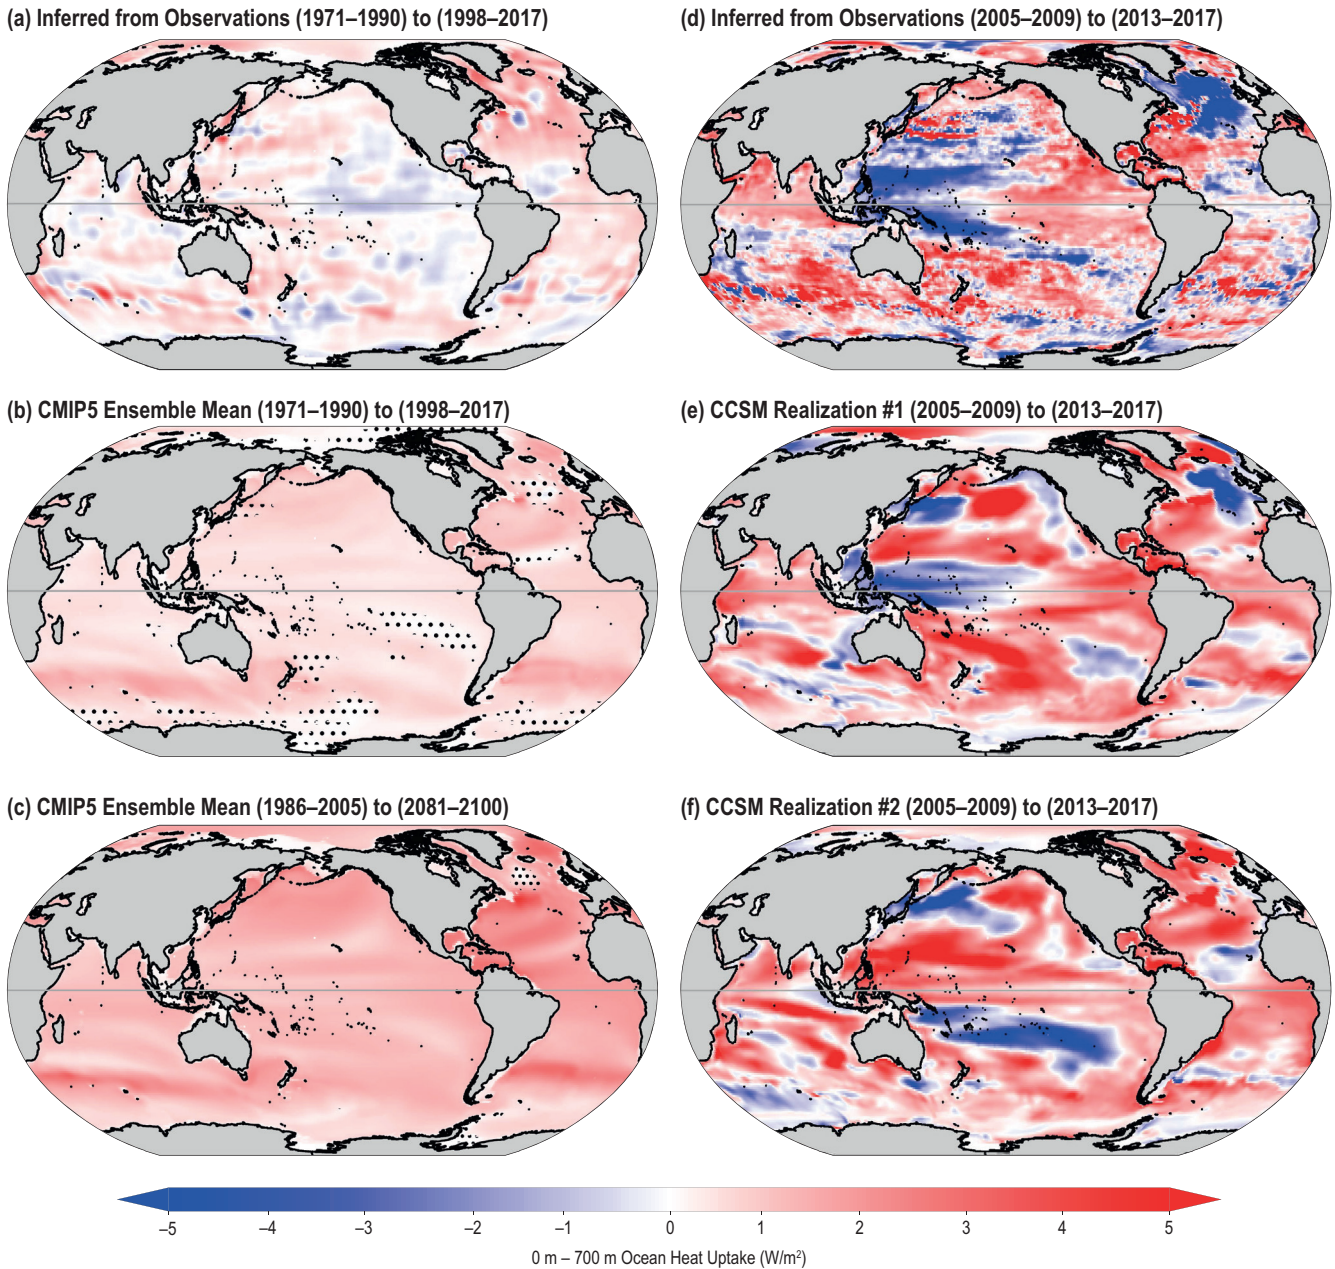 (a) Inferred from Observations (1971–1990) to (1998–2017)
(d) Inferred from Observations (2005–2009) to (2013–2017)
(b) CMIP5 Ensemble Mean (1971–1990) to (1998–2017)
(e) CCSM Realization #1 (2005–2009) to (2013–2017)
(c) CMIP5 Ensemble Mean (1986–2005) to (2081–2100)
(f) CCSM Realization #2 (2005–2009) to (2013–2017)
–5 –4 –3 –2 –1 0 1 2 3 4 5
0 m – 700 m Ocean Heat Uptake (W/m²)